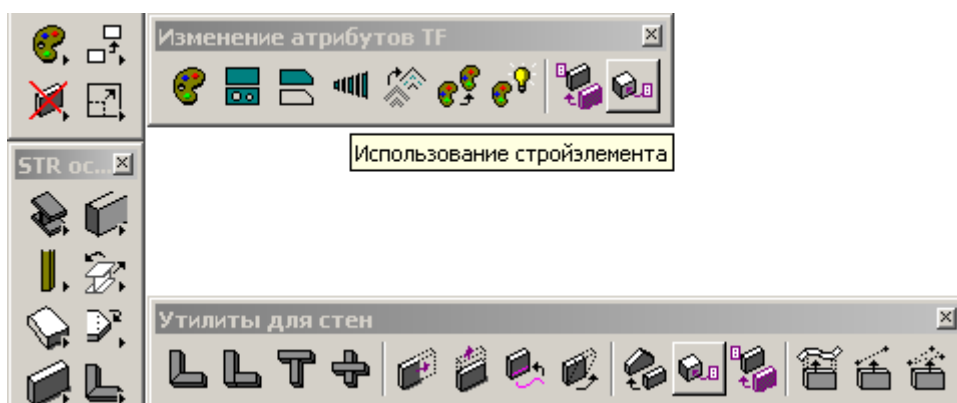 Изменение атрибутов TF
STR ос...
Использование стройэлемента
Утилиты для стен